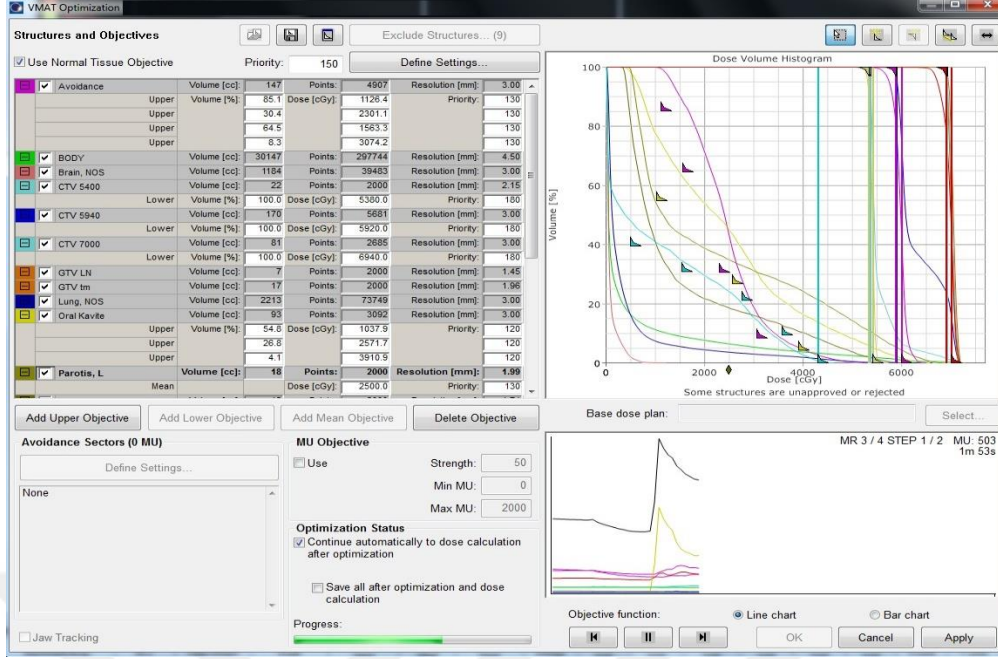 VMAT Optimization
Structures and Objectives
Exclude Structures... (9)
Use Normal Tissue Objective Priority: 150 Define Settings...
Avoidance Volume [cc]: 147 Points: 4907 Resolution [mm]: 3.00
Upper Volume [%]: 85.1 Dose [cGy]: 1126.4 Priority: 130
Upper 30.4 2301.1 130
Upper 64.5 1563.3 130
Upper 8.3 3074.2 130
BODY Volume [cc]: 30147 Points: 297744 Resolution [mm]: 4.50
Brain, NOS Volume [cc]: 1184 Points: 39483 Resolution [mm]: 3.00
CTV 5400 Volume [cc]: 22 Points: 2000 Resolution [mm]: 2.15
Lower Volume [%]: 100.0 Dose [cGy]: 5380.0 Priority: 180
CTV 5940 Volume [cc]: 170 Points: 5681 Resolution [mm]: 3.00
Lower Volume [%]: 100.0 Dose [cGy]: 5920.0 Priority: 180
CTV 7000 Volume [cc]: 81 Points: 2685 Resolution [mm]: 3.00
Lower Volume [%]: 100.0 Dose [cGy]: 6940.0 Priority: 180
GTV LN Volume [cc]: 7 Points: 2000 Resolution [mm]: 1.45
GTV tm Volume [cc]: 17 Points: 2000 Resolution [mm]: 1.96
Lung, NOS Volume [cc]: 2213 Points: 73749 Resolution [mm]: 3.00
Oral Kavite Volume [cc]: 93 Points: 3092 Resolution [mm]: 3.00
Upper Volume [%]: 54.8 Dose [cGy]: 1037.9 Priority: 120
Upper 26.8 2571.7 120
Upper 4.1 3910.9 120
Parotis, L Volume [cc]: 18 Points: 2000 Resolution [mm]: 1.99
Mean Dose [cGy]: 2500.0 Priority: 130
Add Upper Objective Add Lower Objective Add Mean Objective Delete Objective
Avoidance Sectors (0 MU)
Define Settings...
None
Jaw Tracking
MU Objective
Use Strength: 50
Min MU: 0
Max MU: 2000
Optimization Status
Continue automatically to dose calculation
after optimization
Save all after optimization and dose
calculation
Progress:
Dose Volume Histogram
Volume [%]
100
80
60
40
20
0
0 2000 4000 6000
Dose [cGy]
Some structures are unapproved or rejected
Base dose plan: Select...
MR 3 / 4 STEP 1 / 2 MU: 503
1m 53s
Objective function: Line chart Bar chart
OK Cancel Apply